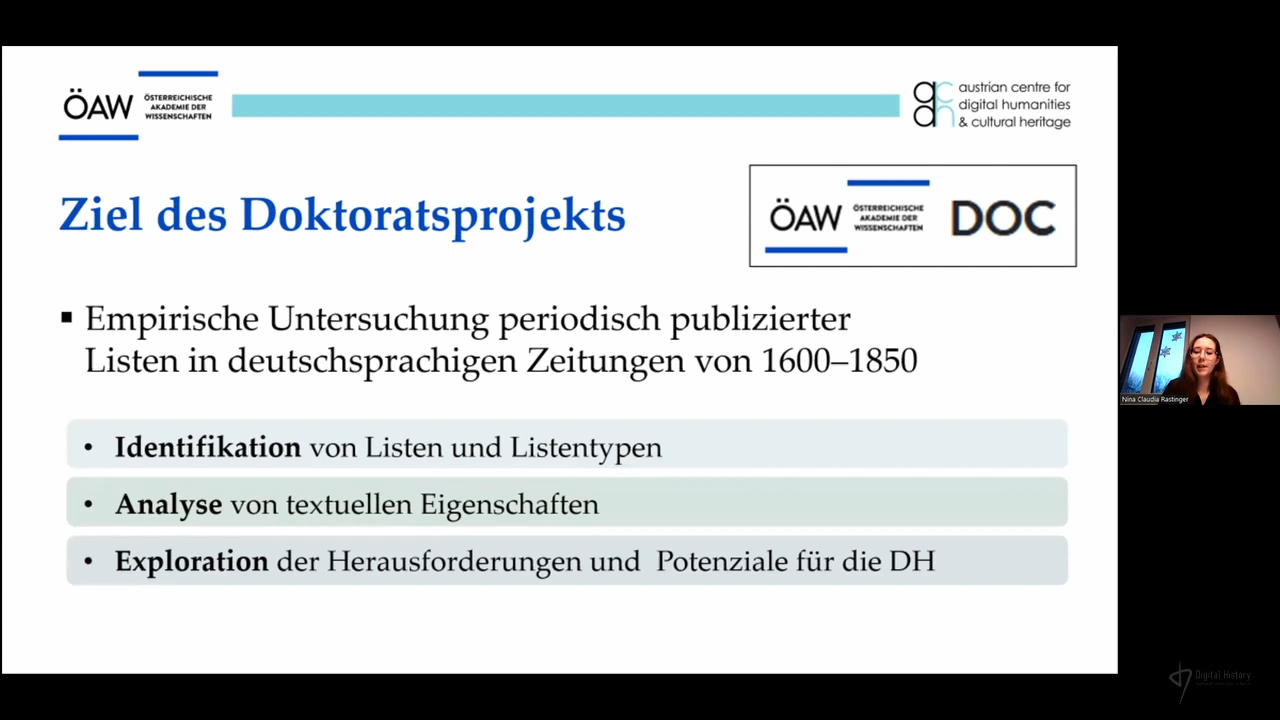 ÖAW
ÖSTERREICHISCHE
AKADEMIE DER
WISSENSCHAFTEN
acdh
austrian centre for
digital humanities
& cultural heritage
Ziel des Doktoratsprojekts
ÖAW
ÖSTERREICHISCHE
AKADEMIE DER
WISSENSCHAFTEN
DOC
▪ Empirische Untersuchung periodisch publizierter
Listen in deutschsprachigen Zeitungen von 1600–1850
• Identifikation von Listen und Listentypen
• Analyse von textuellen Eigenschaften
• Exploration der Herausforderungen und Potenziale für die DH
Nina Claudia Rastinger
Digital History